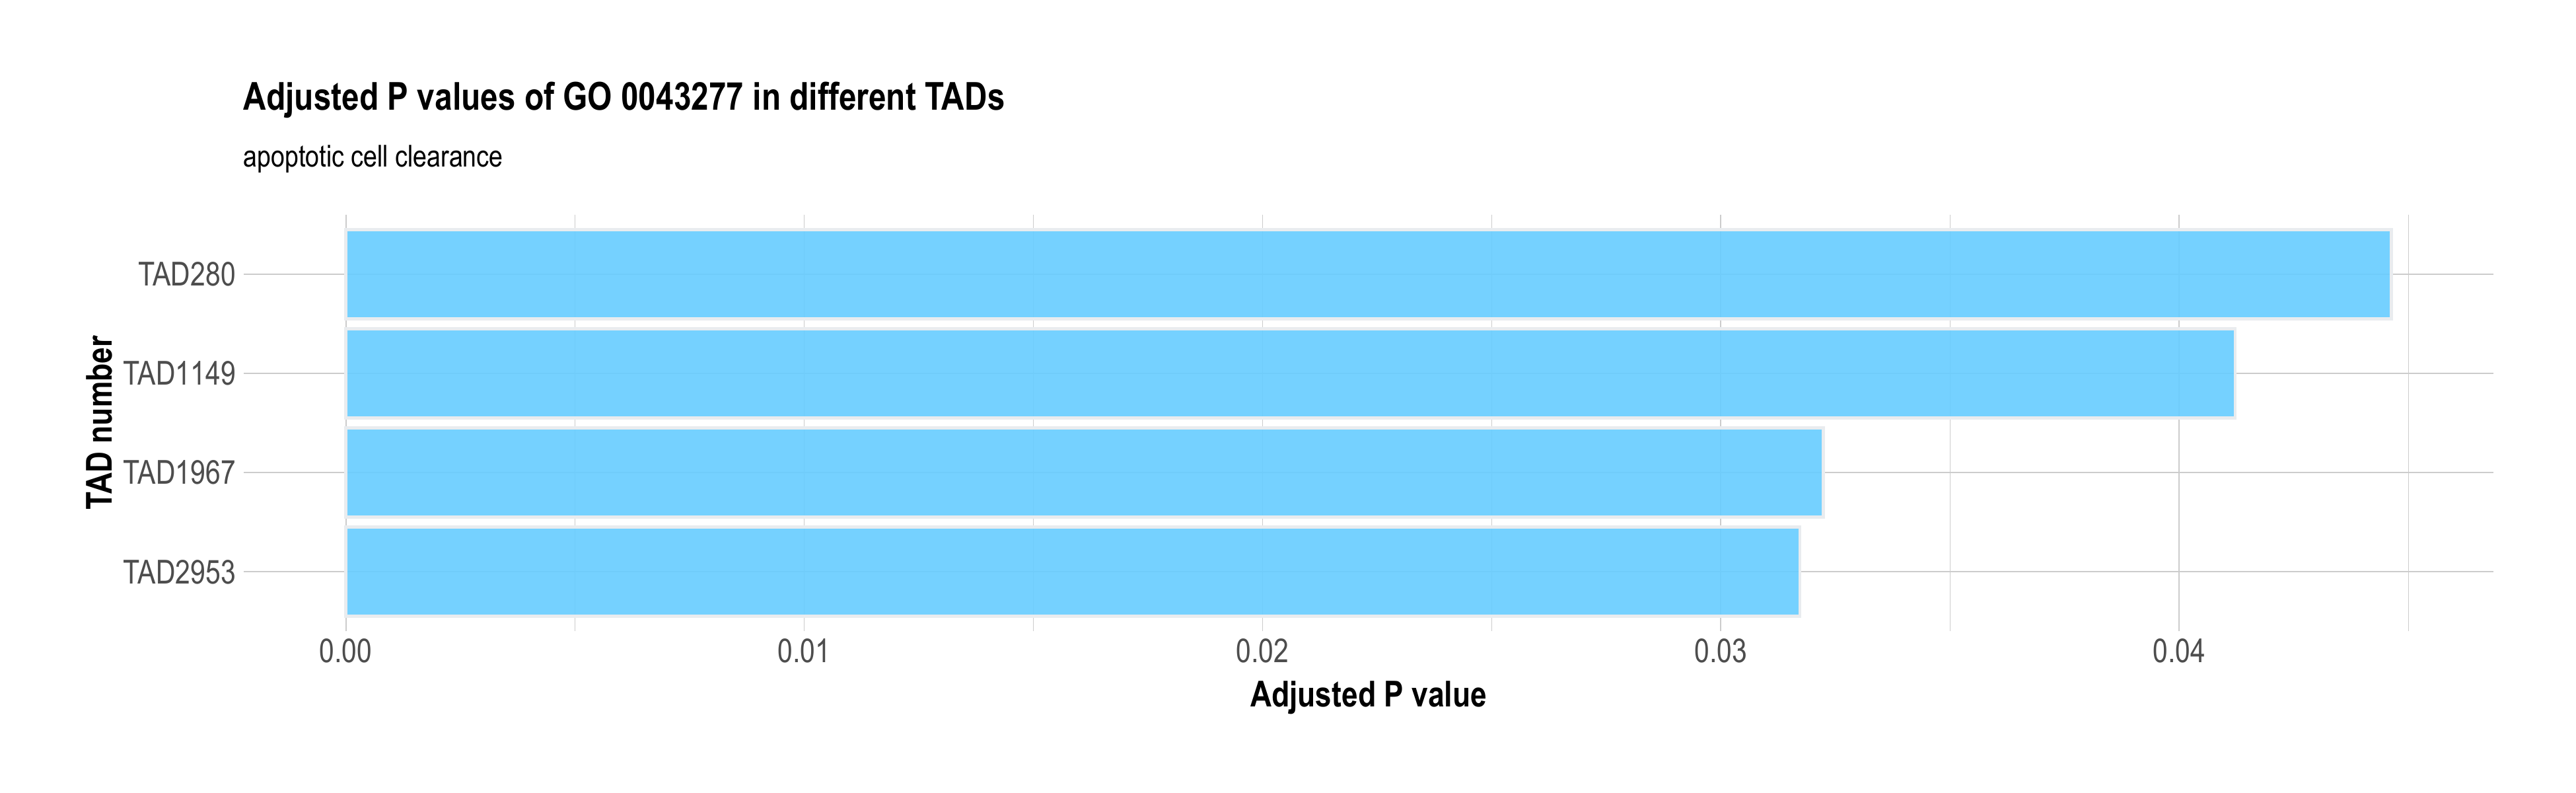 Adjusted P values of GO 0043277 in different TADs
apoptotic cell clearance
TAD number
TAD280
TAD1149
TAD1967
TAD2953
0.00 0.01 0.02 0.03 0.04
Adjusted P value